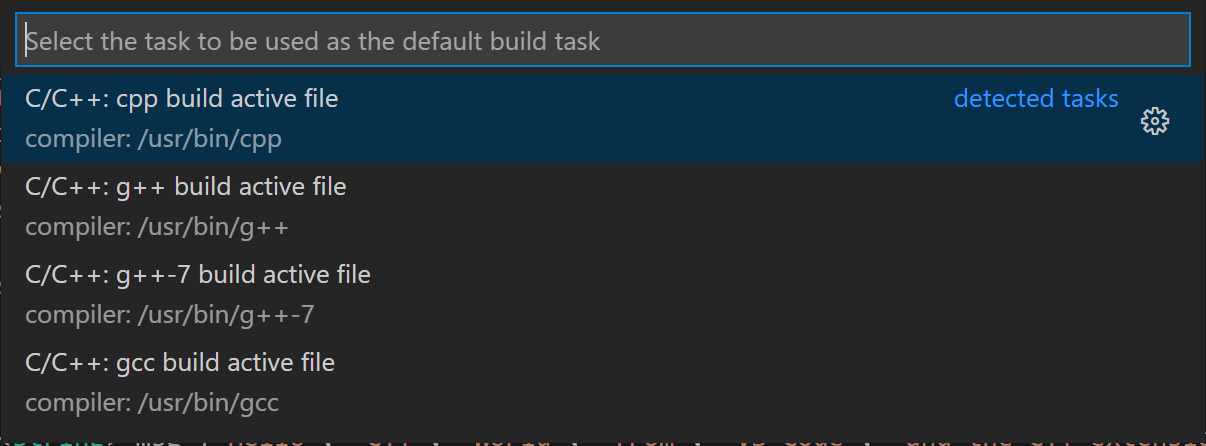 Select the task to be used as the default build task
C/C++: cpp build active file detected tasks
compiler: /usr/bin/cpp
C/C++: g++ build active file
compiler: /usr/bin/g++
C/C++: g++-7 build active file
compiler: /usr/bin/g++-7
C/C++: gcc build active file
compiler: /usr/bin/gcc